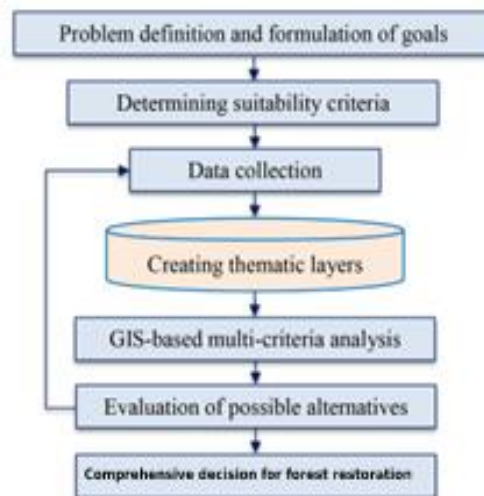 Problem definition and formulation of goals
Determining suitability criteria
Data collection
Creating thematic layers
GIS-based multi-criteria analysis
Evaluation of possible alternatives
Comprehensive decision for forest restoration